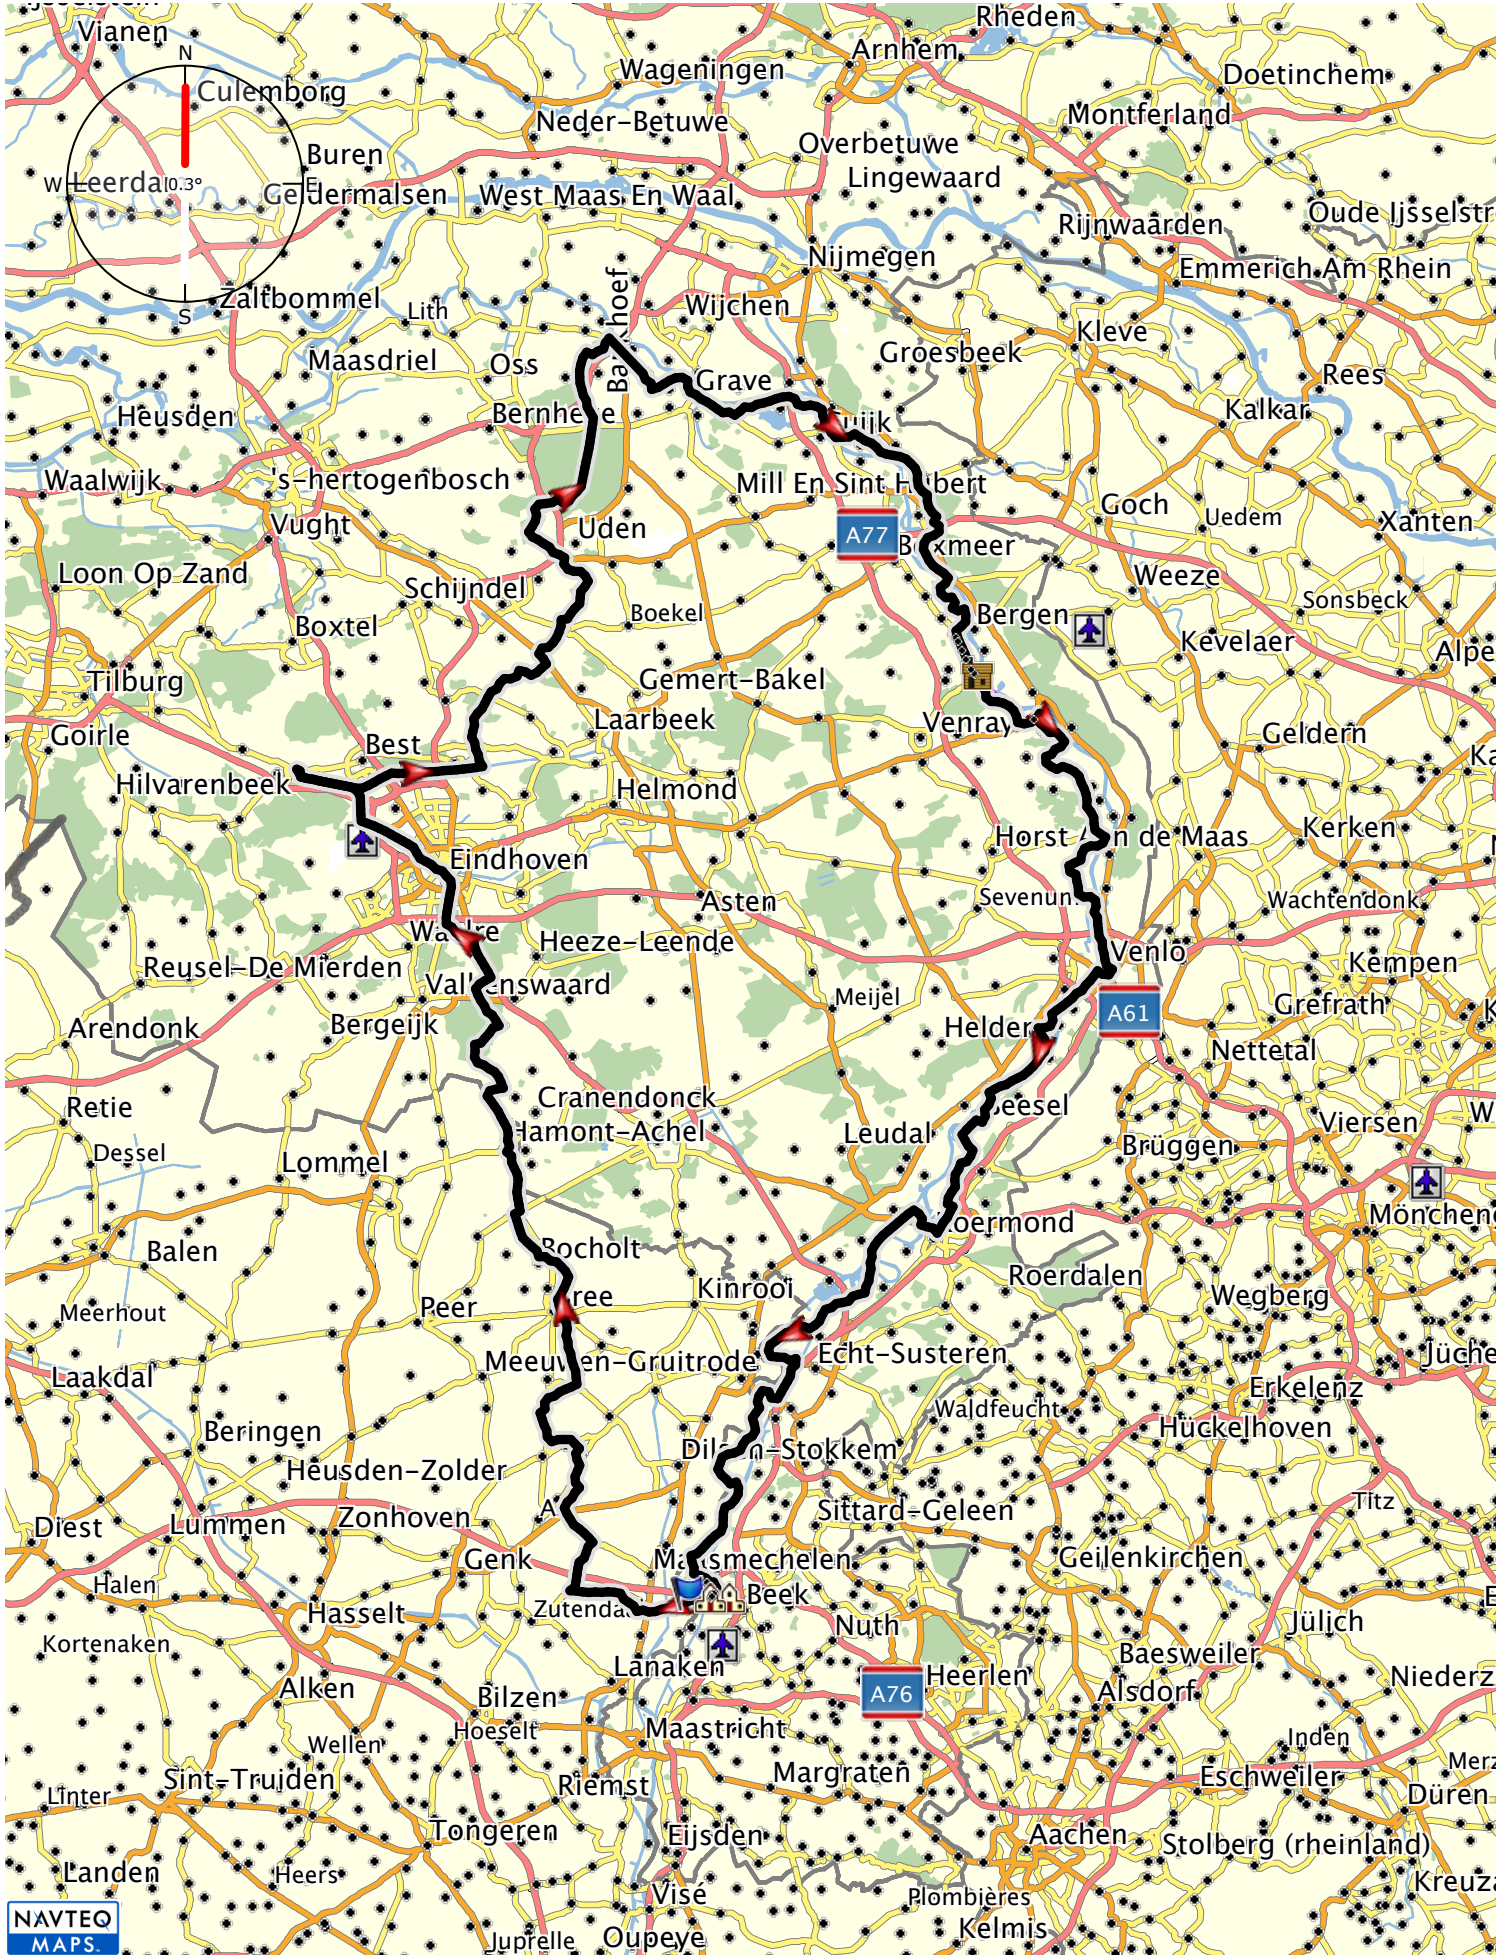 Vianen
Rheden
N
Arnhem
Wageningen
Doetinchem
Culemborg
Montferland
Neder-Betuwe
Overbetuwe
Buren
Lingewaard
W
Leerda
0.3°
E
Geldermalsen
West Maas En Waal
Oude Ijsselstr
Rijnwaarden
Nijmegen
Emmerich Am Rhein
Zaltbommel
Lith
Wijchen
S
Kleve
Maasdriel
Oss
Groesbeek
Grave
Rees
Heusden
Kalkar
Waalwijk
's-hertogenbosch
Mill En Sint Hubert
Goch
Uedem
Xanten
Vught
Uden
A77
Loon Op Zand
Schijndel
Weeze
Sonsbeck
Boxtel
Boekel
Bergen
Kevelaer
Alpe
Tilburg
Gemert-Bakel
Goirle
Best
Laarbeek
Venray
Geldern
Hilvarenbeek
Helmond
Kerken
Eindhoven
Asten
Wachtendonk
Heeze-Leende
Venlo
Reusel-De Mierden
Kempen
Meijel
Grefrath
A61
Arendonk
Bergeijk
Nettetal
Retie
Cranendonck
Viersen
Dessel
Hamont-Achel
Leudal
Brüggen
Lommel
Mönchen
Balen
Bocholt
Roerdalen
Meerhout
Peer
Kinrooi
Wegberg
Echt-Susteren
Jüche
Laakdal
Erkelenz
Waldfeucht
Hückelhoven
Beringen
Heusden-Zolder
Sittard-Geleen
Titz
Diest
Lummen
Zonhoven
Genk
Maasmechelen
Geilenkirchen
Halen
Beek
Hasselt
Nuth
Jülich
Kortenaken
Lanaken
Baesweiler
Heerlen
Niederz
Alken
Bilzen
A76
Alsdorf
Hoeselt
Maastricht
Inden
Wellen
Merz
Sint-Truiden
Riemst
Margraten
Eschweiler
Linter
Düren
Tongeren
Eijsden
Aachen
Stolberg (rheinland)
Landen
Heers
Kreuza
Visé
Plombières
NAVTEQ
MAPS
Juprelle
Oupeye
Kelmis